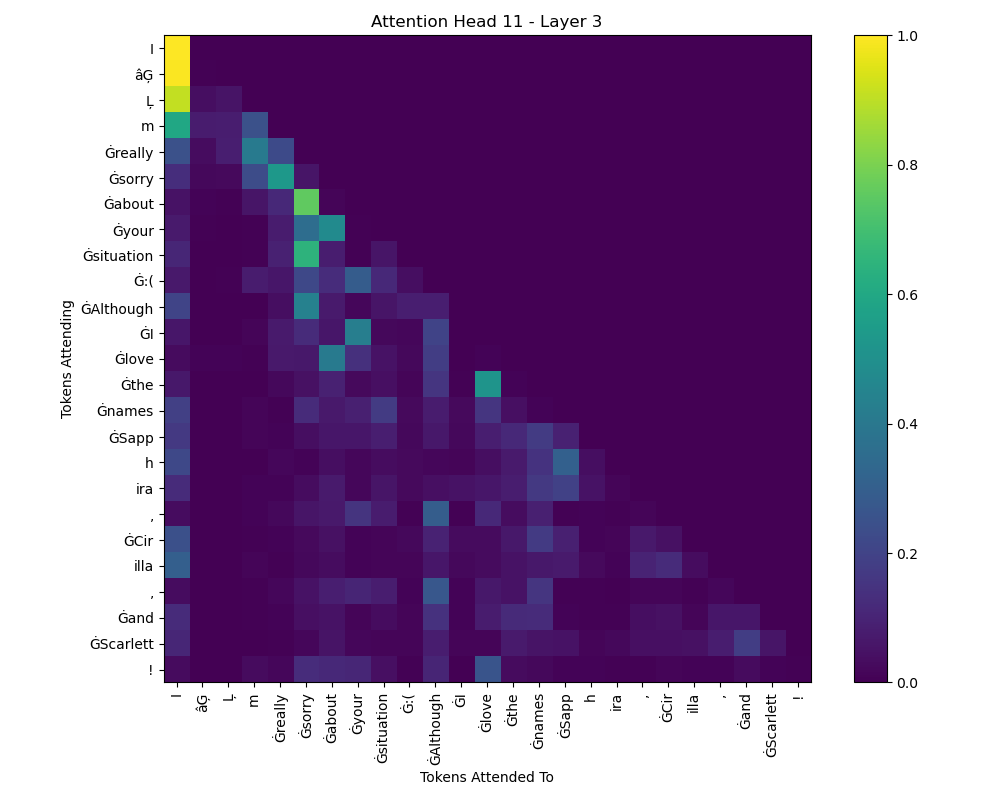 Attention Head 11 - Layer 3
I
âĢ
Ļ
m
Ġreally
Ġsorry
Ġabout
Ġyour
Ġsituation
Ġ:(
ĠAlthough
ĠI
Ġlove
Ġthe
Ġnames
ĠSapp
h
ira
,
ĠCir
illa
,
Ġand
ĠScarlett
!
Tokens Attending
I
âĢ
Ļ
m
Ġreally
Ġsorry
Ġabout
Ġyour
Ġsituation
Ġ:(
ĠAlthough
ĠI
Ġlove
Ġthe
Ġnames
ĠSapp
h
ira
,
ĠCir
illa
,
Ġand
ĠScarlett
!
Tokens Attended To
1.0
0.8
0.6
0.4
0.2
0.0